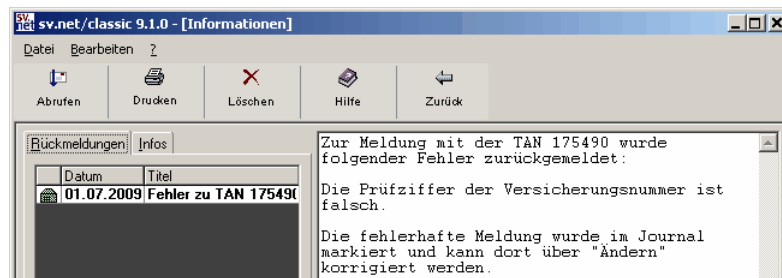 sv.net/classic 9.1.0 - [Informationen]
Datei Bearbeiten ?
Abrufen Drucken Löschen Hilfe Zurück
Rückmeldungen Infos
Datum Titel
01.07.2009 Fehler zu TAN 175490
Zur Meldung mit der TAN 175490 wurde
folgender Fehler zurückgemeldet:
Die Prüfziffer der Versicherungsnummer ist
falsch.
Die fehlerhafte Meldung wurde im Journal
markiert und kann dort über "Ändern"
korrigiert werden.